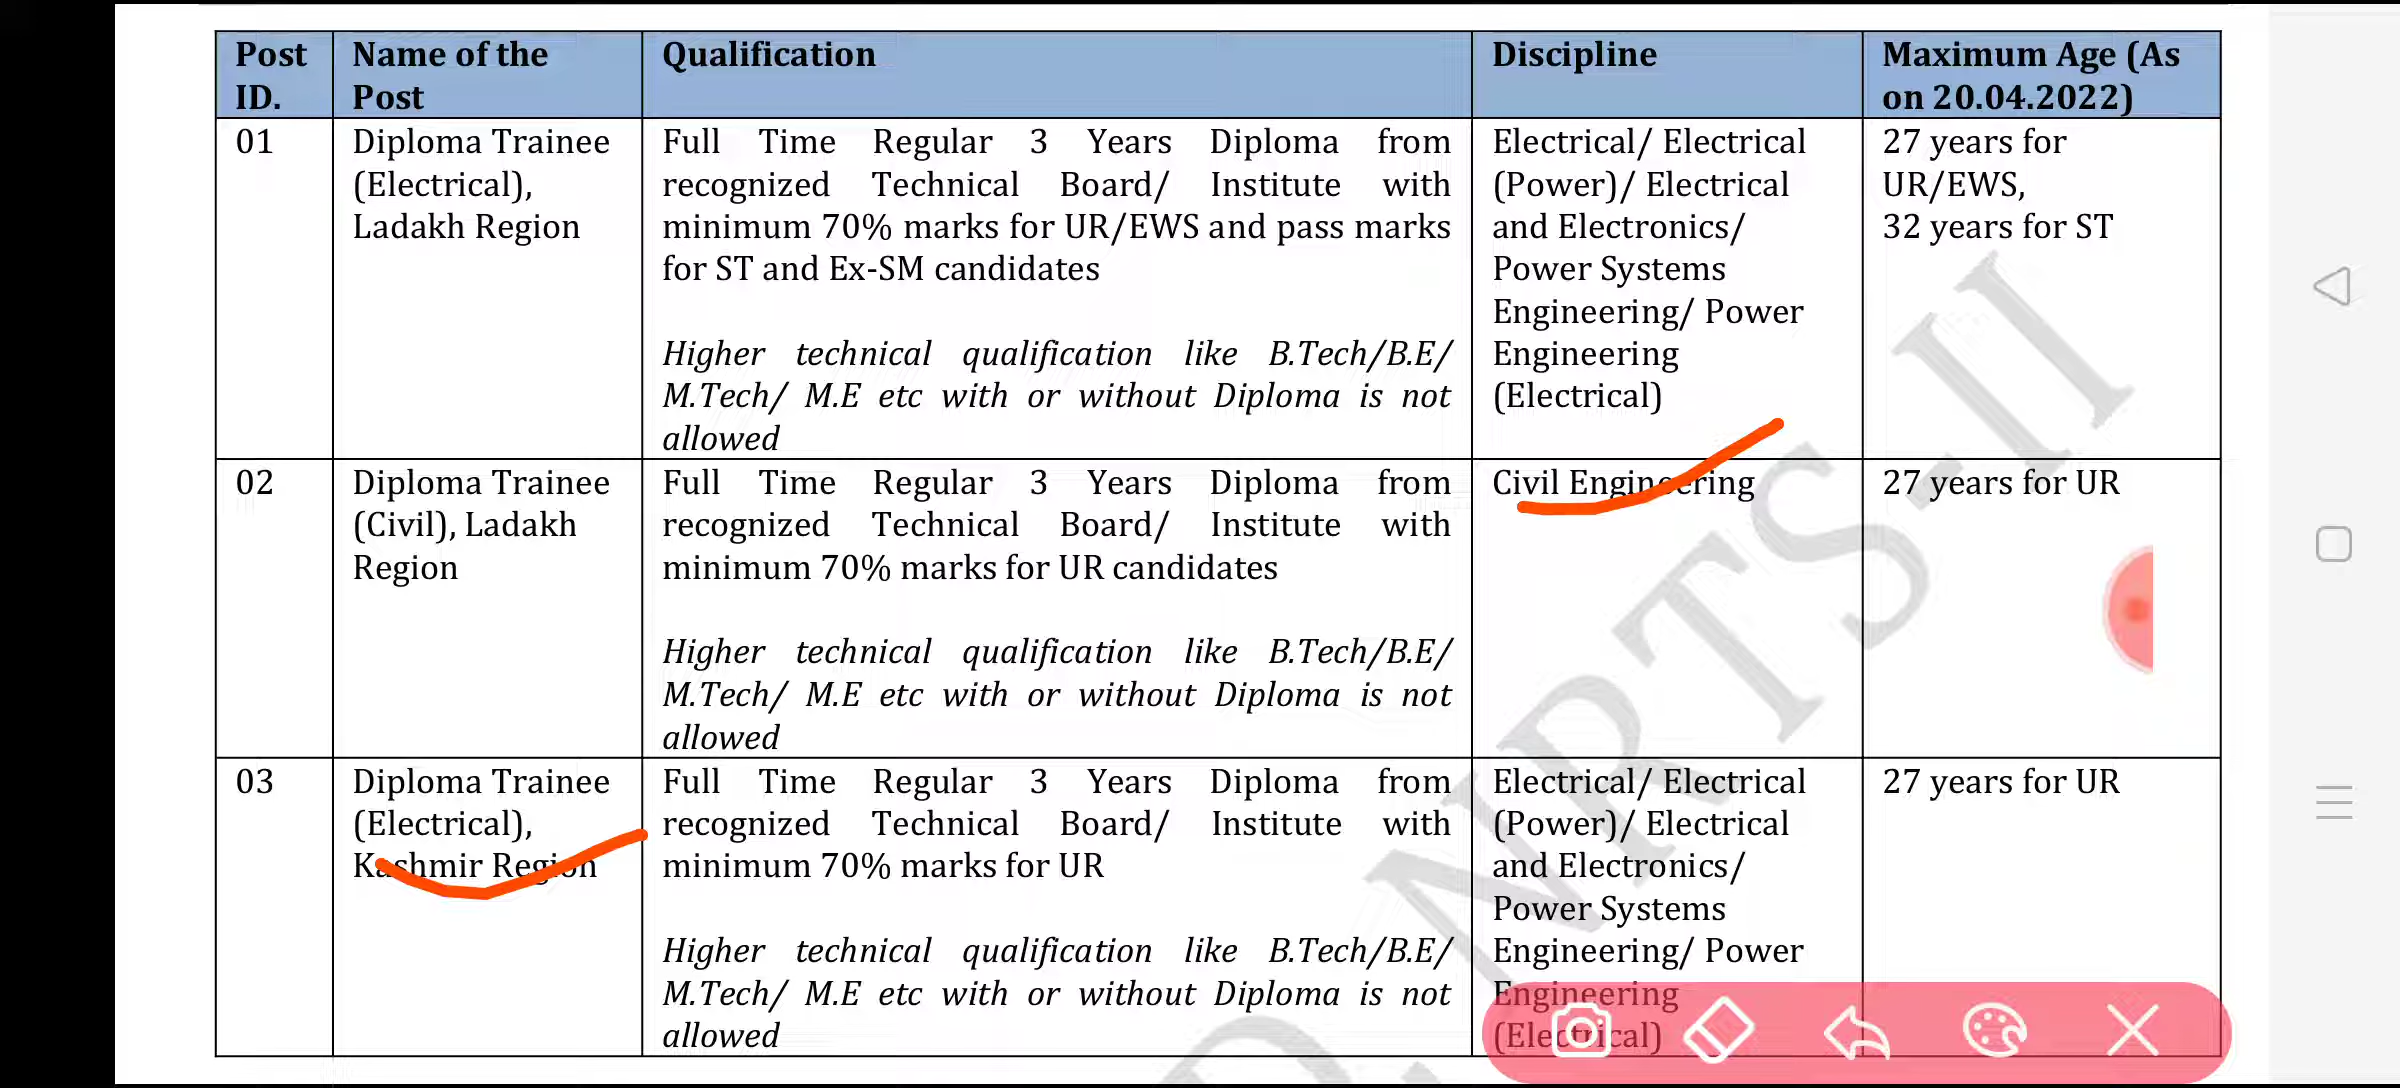 Post ID.
Name of the Post
Qualification
Discipline
Maximum Age (As on 20.04.2022)
01
Diploma Trainee
(Electrical),
Ladakh Region
Full Time Regular 3 Years Diploma from
recognized Technical Board/ Institute with
minimum 70% marks for UR/EWS and pass marks
for ST and Ex-SM candidates
Higher technical qualification like B.Tech/B.E/
M.Tech/ M.E etc with or without Diploma is not
allowed
Electrical/ Electrical
(Power)/ Electrical
and Electronics/
Power Systems
Engineering/ Power
Engineering
(Electrical)
27 years for
UR/EWS,
32 years for ST
02
Diploma Trainee
(Civil), Ladakh
Region
Full Time Regular 3 Years Diploma from
recognized Technical Board/ Institute with
minimum 70% marks for UR candidates
Higher technical qualification like B.Tech/B.E/
M.Tech/ M.E etc with or without Diploma is not
allowed
Civil Engineering
27 years for UR
03
Diploma Trainee
(Electrical),
Kashmir Region
Full Time Regular 3 Years Diploma from
recognized Technical Board/ Institute with
minimum 70% marks for UR
Higher technical qualification like B.Tech/B.E/
M.Tech/ M.E etc with or without Diploma is not
allowed
Electrical/ Electrical
(Power)/ Electrical
and Electronics/
Power Systems
Engineering/ Power
Engineering
(Electrical)
27 years for UR
NRTS-II